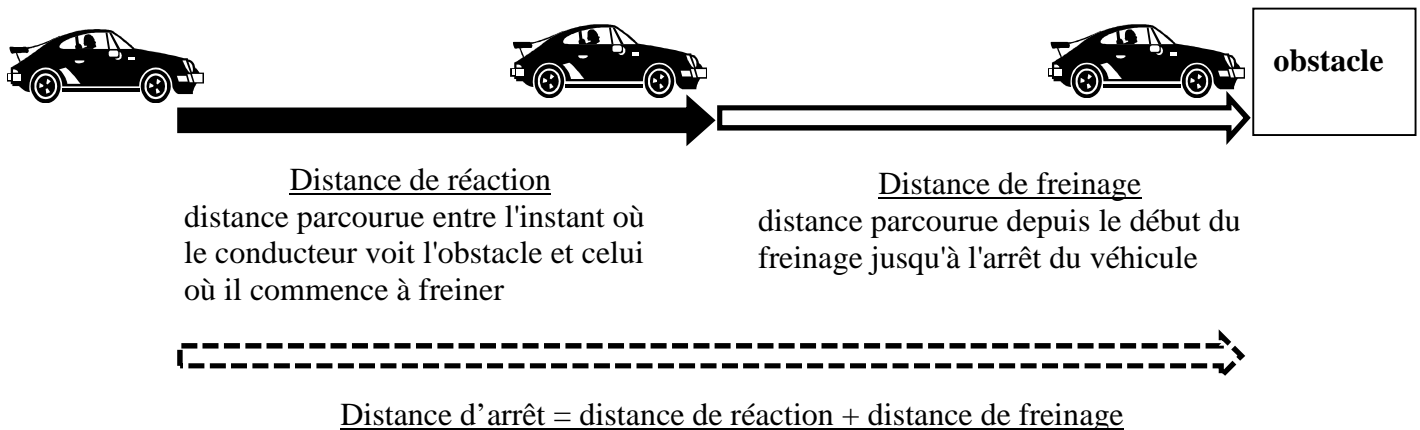 obstacle
Distance de réaction
distance parcourue entre l'instant où
le conducteur voit l'obstacle et celui
où il commence à freiner
Distance de freinage
distance parcourue depuis le début du
freinage jusqu'à l'arrêt du véhicule
Distance d’arrêt = distance de réaction + distance de freinage